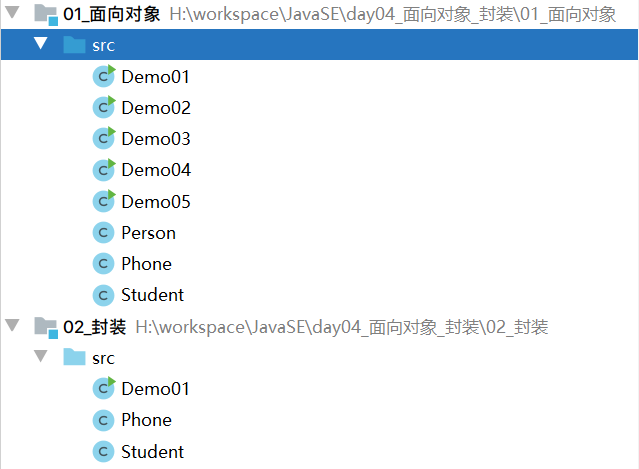 01_面向对象 H:\workspace\JavaSE\day04_面向对象_封装\01_面向对象
src
C Demo01
C Demo02
C Demo03
C Demo04
C Demo05
C Person
C Phone
C Student
02_封装 H:\workspace\JavaSE\day04_面向对象_封装\02_封装
src
C Demo01
C Phone
C Student